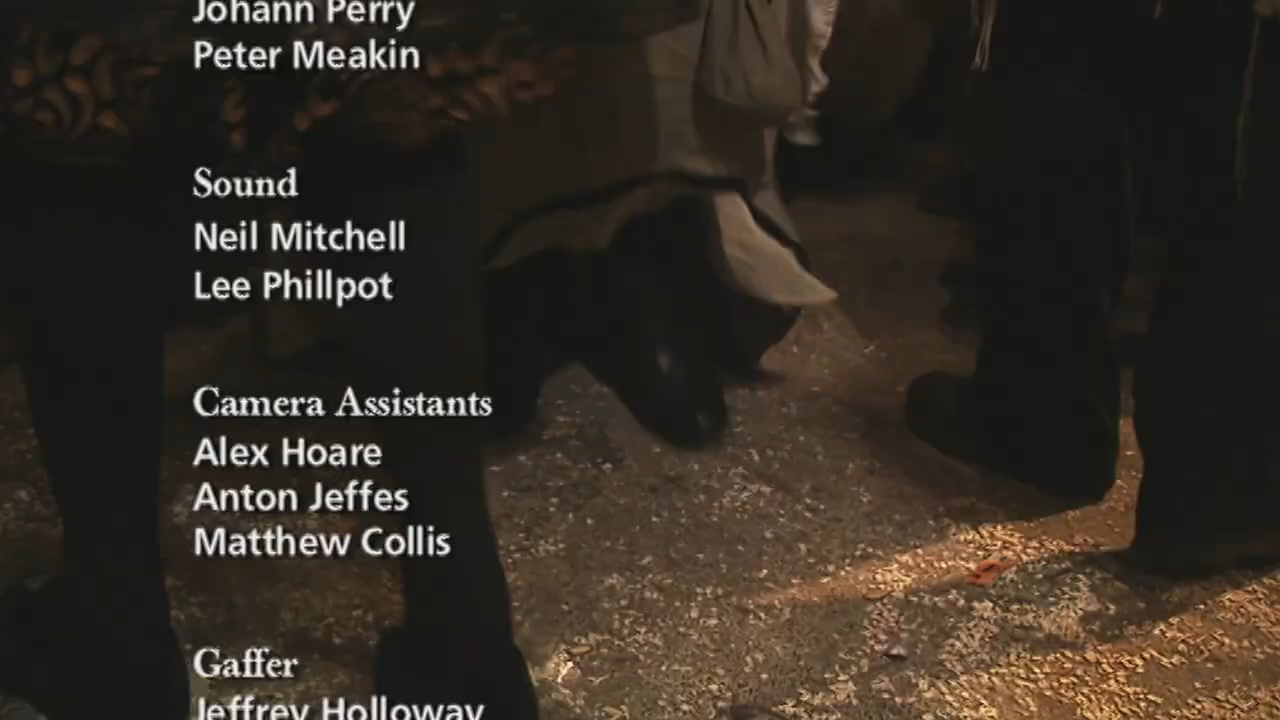 Johann Perry
Peter Meakin
Sound
Neil Mitchell
Lee Phillpot
Camera Assistants
Alex Hoare
Anton Jeffes
Matthew Collis
Gaffer
Jeffrey Holloway